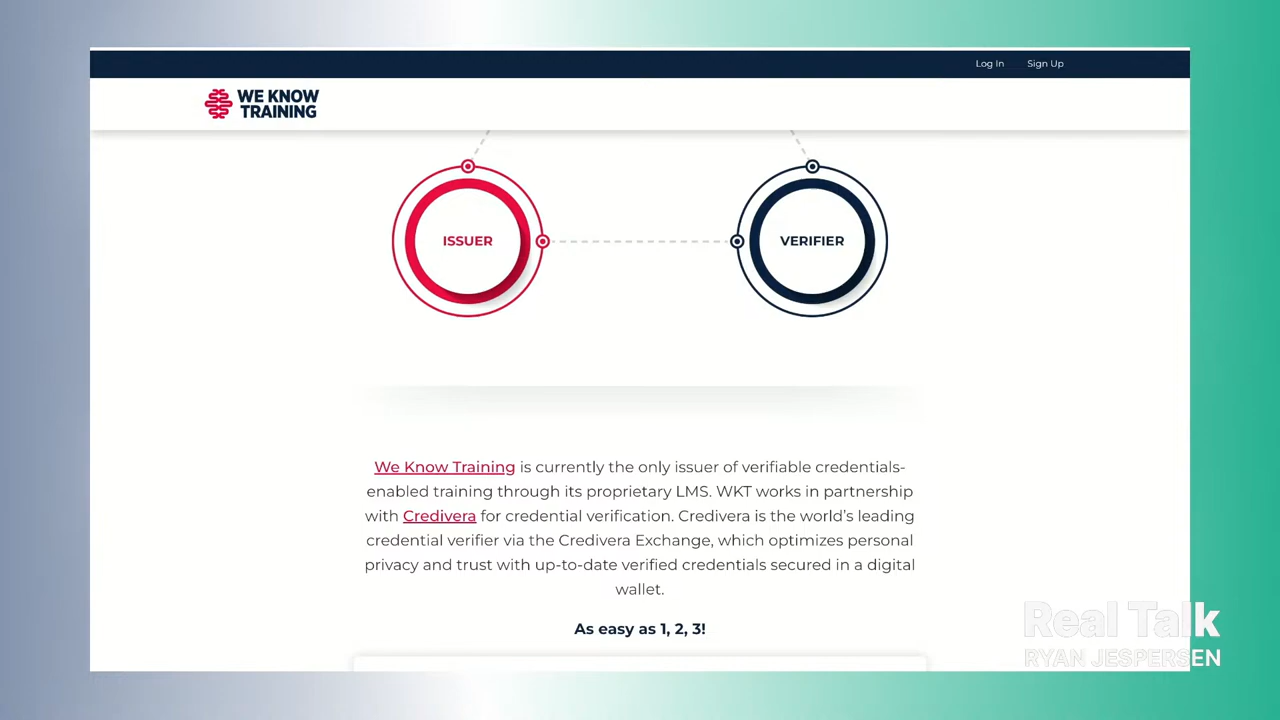 Log In Sign Up
WE KNOW
TRAINING
ISSUER VERIFIER
We Know Training is currently the only issuer of verifiable credentials-
enabled training through its proprietary LMS. WKT works in partnership
with Credivera for credential verification. Credivera is the world’s leading
credential verifier via the Credivera Exchange, which optimizes personal
privacy and trust with up-to-date verified credentials secured in a digital
wallet.
As easy as 1, 2, 3!
Real Talk
RYAN JESPERSEN